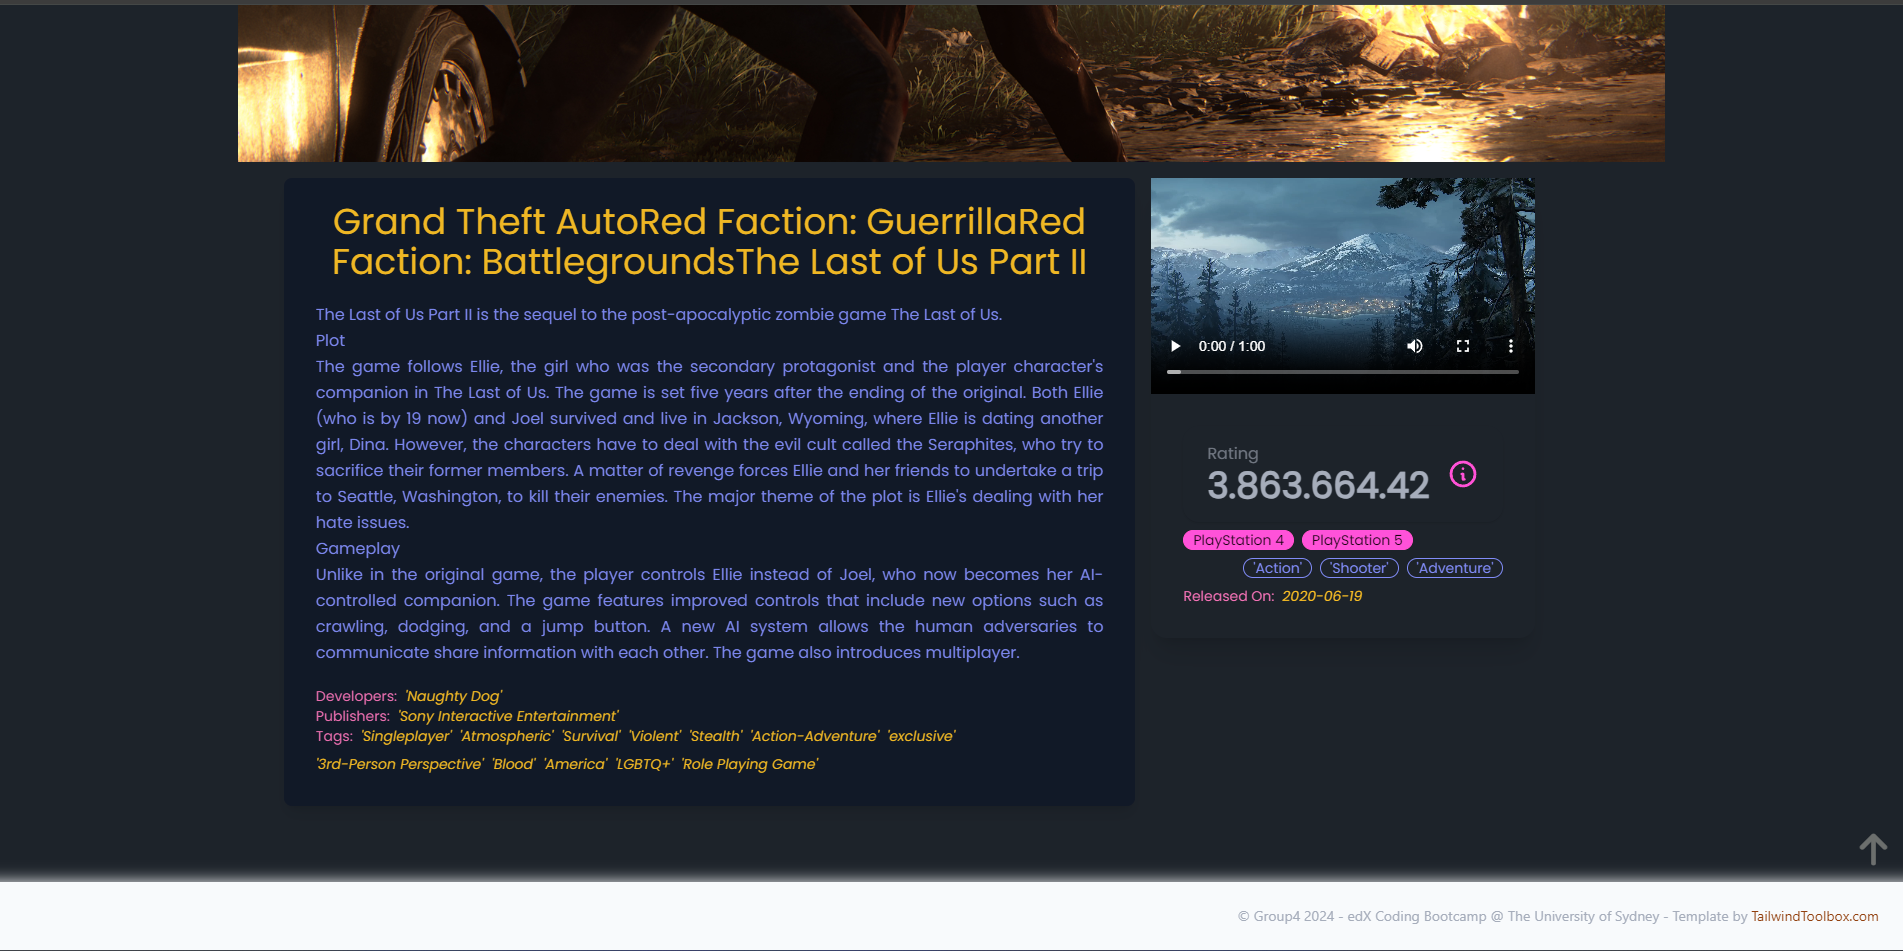 Grand Theft AutoRed Faction: GuerrillaRed
Faction: BattlegroundsThe Last of Us Part II
The Last of Us Part II is the sequel to the post-apocalyptic zombie game The Last of Us.
Plot
The game follows Ellie, the girl who was the secondary protagonist and the player character's
companion in The Last of Us. The game is set five years after the ending of the original. Both Ellie
(who is by 19 now) and Joel survived and live in Jackson, Wyoming, where Ellie is dating another
girl, Dina. However, the characters have to deal with the evil cult called the Seraphites, who try to
sacrifice their former members. A matter of revenge forces Ellie and her friends to undertake a trip
to Seattle, Washington, to kill their enemies. The major theme of the plot is Ellie's dealing with her
hate issues.
Gameplay
Unlike in the original game, the player controls Ellie instead of Joel, who now becomes her AI-
controlled companion. The game features improved controls that include new options such as
crawling, dodging, and a jump button. A new AI system allows the human adversaries to
communicate share information with each other. The game also introduces multiplayer.
Developers: 'Naughty Dog'
Publishers: 'Sony Interactive Entertainment'
Tags: 'Singleplayer' 'Atmospheric' 'Survival' 'Violent' 'Stealth' 'Action-Adventure' 'exclusive'
'3rd-Person Perspective' 'Blood' 'America' 'LGBTQ+' 'Role Playing Game'
0:00 / 1:00
Rating
3.863.664.42
PlayStation 4 PlayStation 5
'Action' 'Shooter' 'Adventure'
Released On: 2020-06-19
© Group4 2024 - edX Coding Bootcamp @ The University of Sydney - Template by TailwindToolbox.com